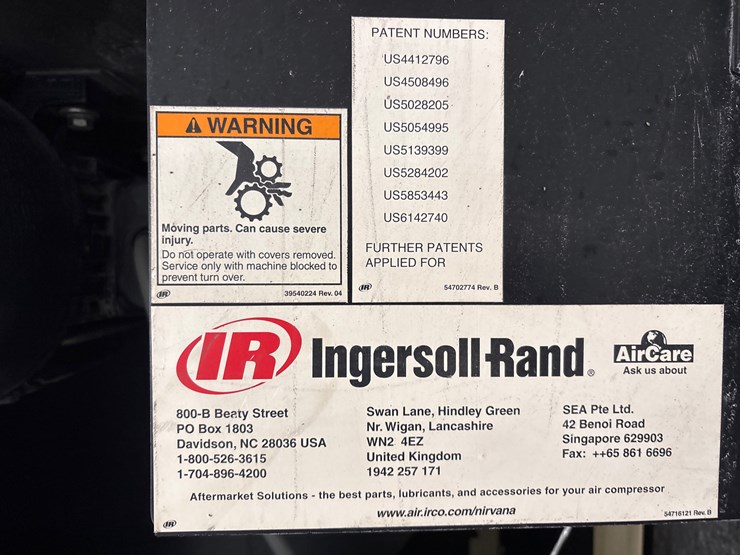 PATENT NUMBERS:
US4412796
US4508496
US5028205
US5054995
US5139399
US5284202
US5853443
US6142740
FURTHER PATENTS
APPLIED FOR
IR
54702774 Rev. B
WARNING
Moving parts. Can cause severe
injury.
Do not operate with covers removed.
Service only with machine blocked to
prevent turn over.
IR
39540224 Rev. 04
IR Ingersoll-Rand®
AirCare
Ask us about
800-B Beaty Street
PO Box 1803
Davidson, NC 28036 USA
1-800-526-3615
1-704-896-4200
Swan Lane, Hindley Green
Nr. Wigan, Lancashire
WN2 4EZ
United Kingdom
1942 257 171
SEA Pte Ltd.
42 Benoi Road
Singapore 629903
Fax: ++65 861 6696
Aftermarket Solutions - the best parts, lubricants, and accessories for your air compressor
www.air.irco.com/nirvana
IR
54716121 Rev. B